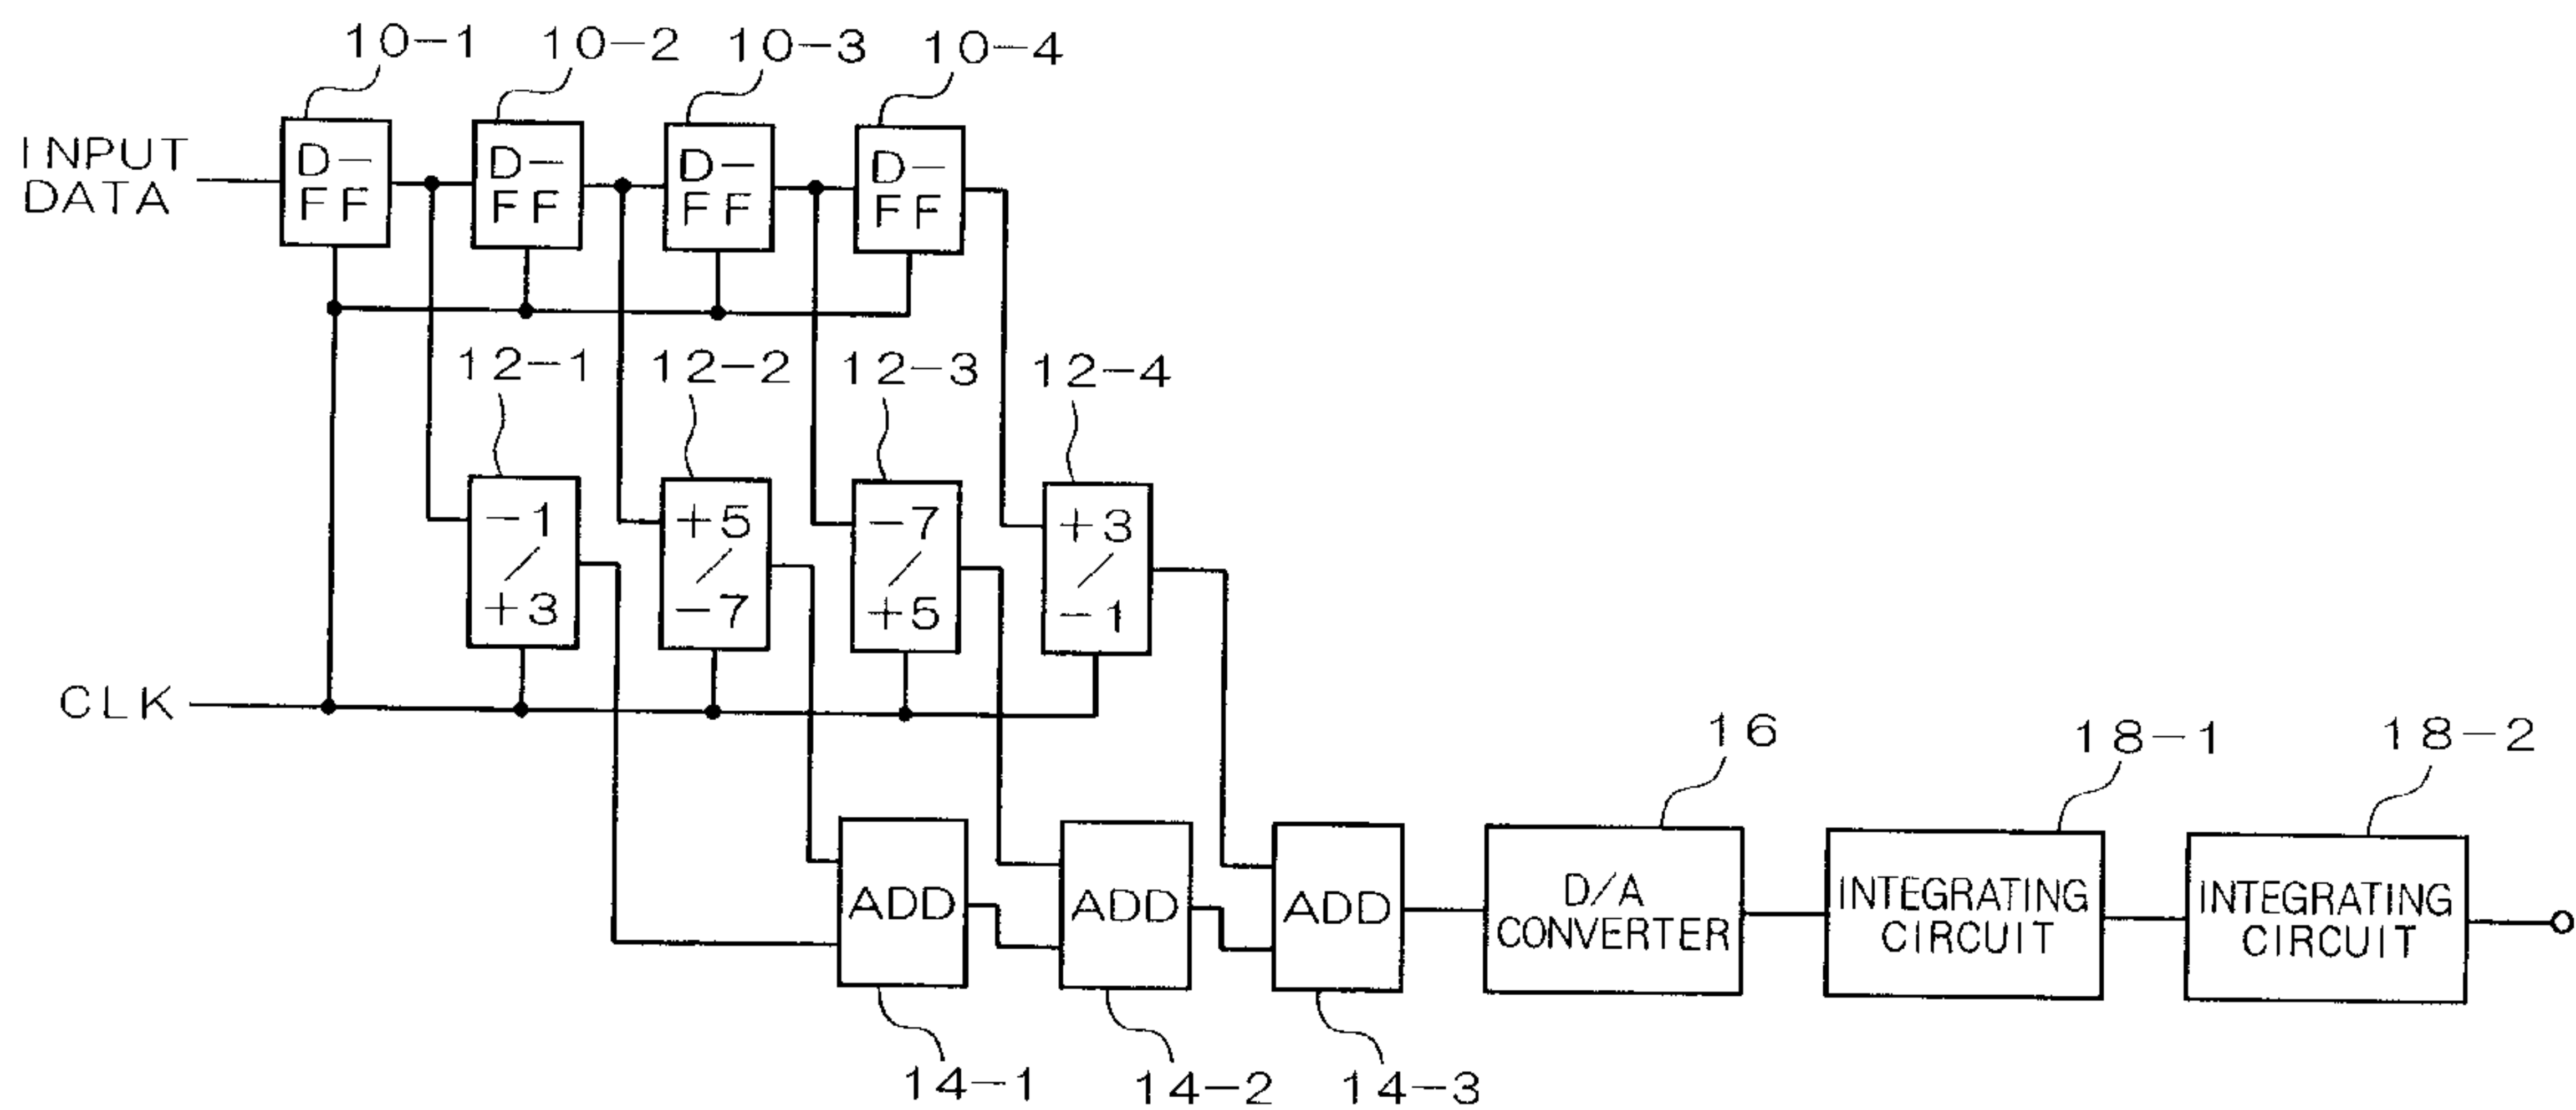 10-1 10-2 10-3 10-4
INPUT
DATA
D-
FF
D-
FF
D-
FF
D-
FF
12-1 12-2 12-3 12-4
-1
/
+3
+5
/
-7
-7
/
+5
+3
/
-1
CLK
16
18-1
18-2
ADD
ADD
ADD
D/A
CONVERTER
INTEGRATING
CIRCUIT
INTEGRATING
CIRCUIT
14-1 14-2 14-3